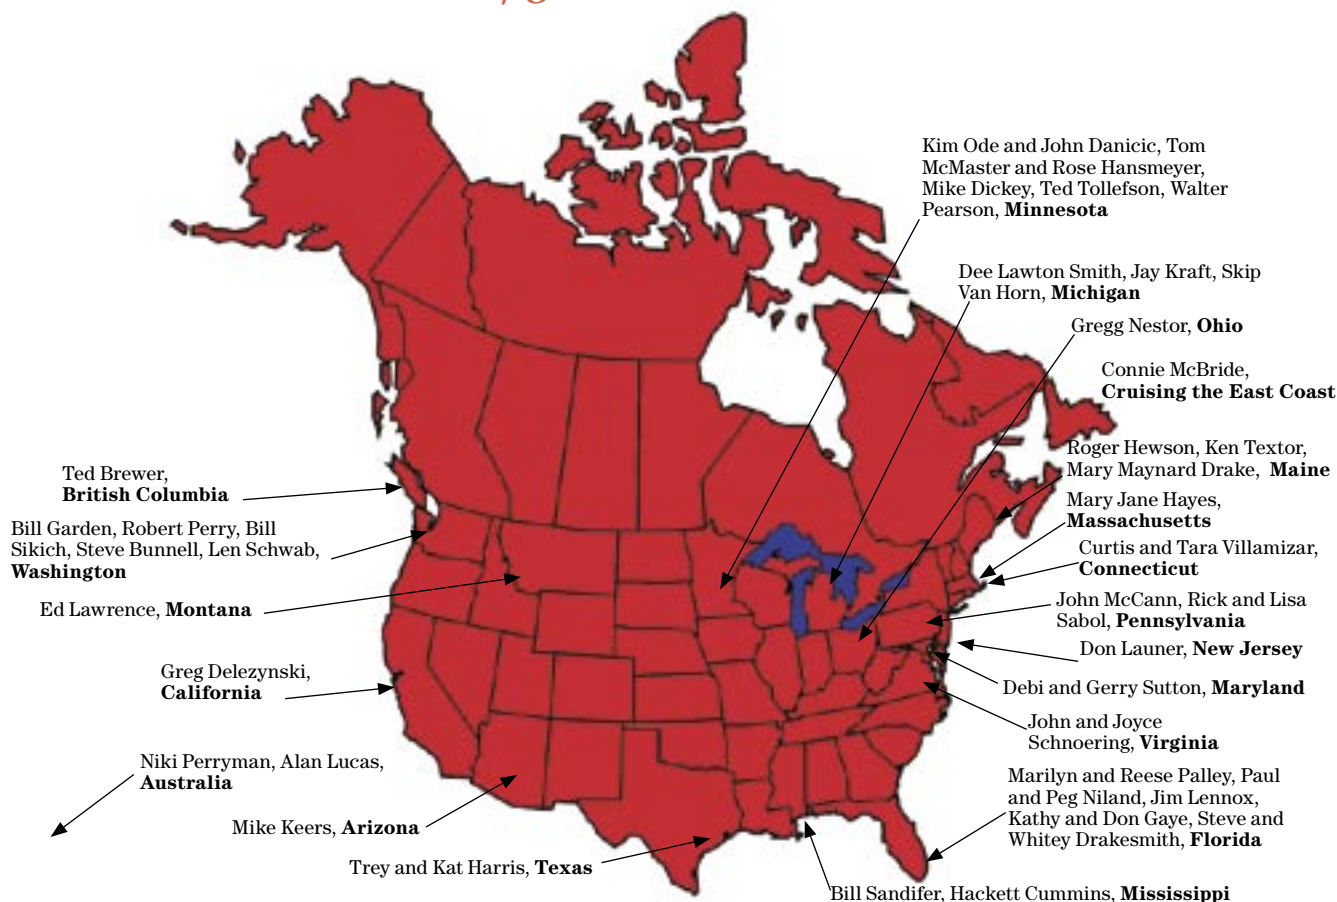 Kim Ode and John Danicic, Tom
McMaster and Rose Hansmeyer,
Mike Dickey, Ted Tollefson, Walter
Pearson, Minnesota
Dee Lawton Smith, Jay Kraft, Skip
Van Horn, Michigan
Gregg Nestor, Ohio
Connie McBride,
Cruising the East Coast
Roger Hewson, Ken Textor,
Mary Maynard Drake, Maine
Mary Jane Hayes,
Massachusetts
Curtis and Tara Villamizar,
Connecticut
John McCann, Rick and Lisa
Sabol, Pennsylvania
Don Launer, New Jersey
Debi and Gerry Sutton, Maryland
John and Joyce
Schnoering, Virginia
Marilyn and Reese Palley, Paul
and Peg Niland, Jim Lennox,
Kathy and Don Gaye, Steve and
Whitey Drakesmith, Florida
Bill Sandifer, Hackett Cummins, Mississippi
Ted Brewer,
British Columbia
Bill Garden, Robert Perry, Bill
Sikich, Steve Bunnell, Len Schwab,
Washington
Ed Lawrence, Montana
Greg Delezynski,
California
Niki Perryman, Alan Lucas,
Australia
Mike Keers, Arizona
Trey and Kat Harris, Texas